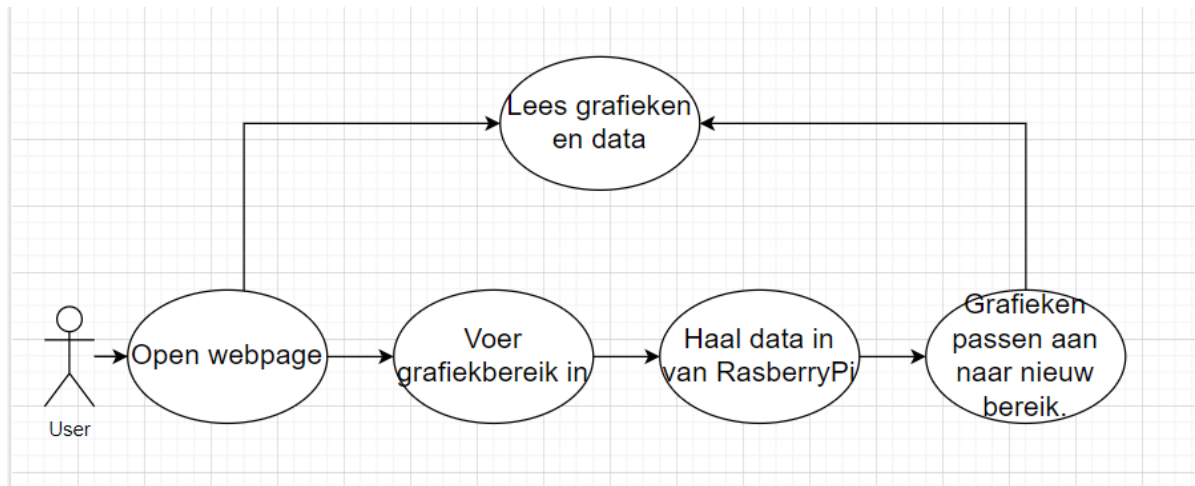 Lees grafieken
en data
Open webpage
Voer
grafiekbereik in
Haal data in
van RasberryPi
Grafieken
passen aan
naar nieuw
bereik.
User